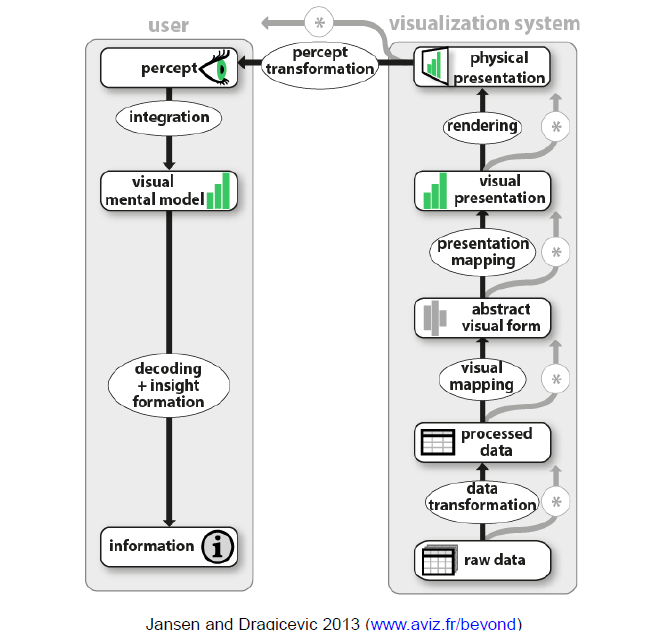 user
visualization system
*
percept
percept
transformation
physical
presentation
integration
rendering
*
visual
mental model
visual
presentation
presentation
mapping
*
abstract
visual form
decoding
+ insight
formation
visual
mapping
*
processed
data
data
transformation
*
information
i
raw data
Jansen and Dragicevic 2013 (www.aviz.fr/beyond)